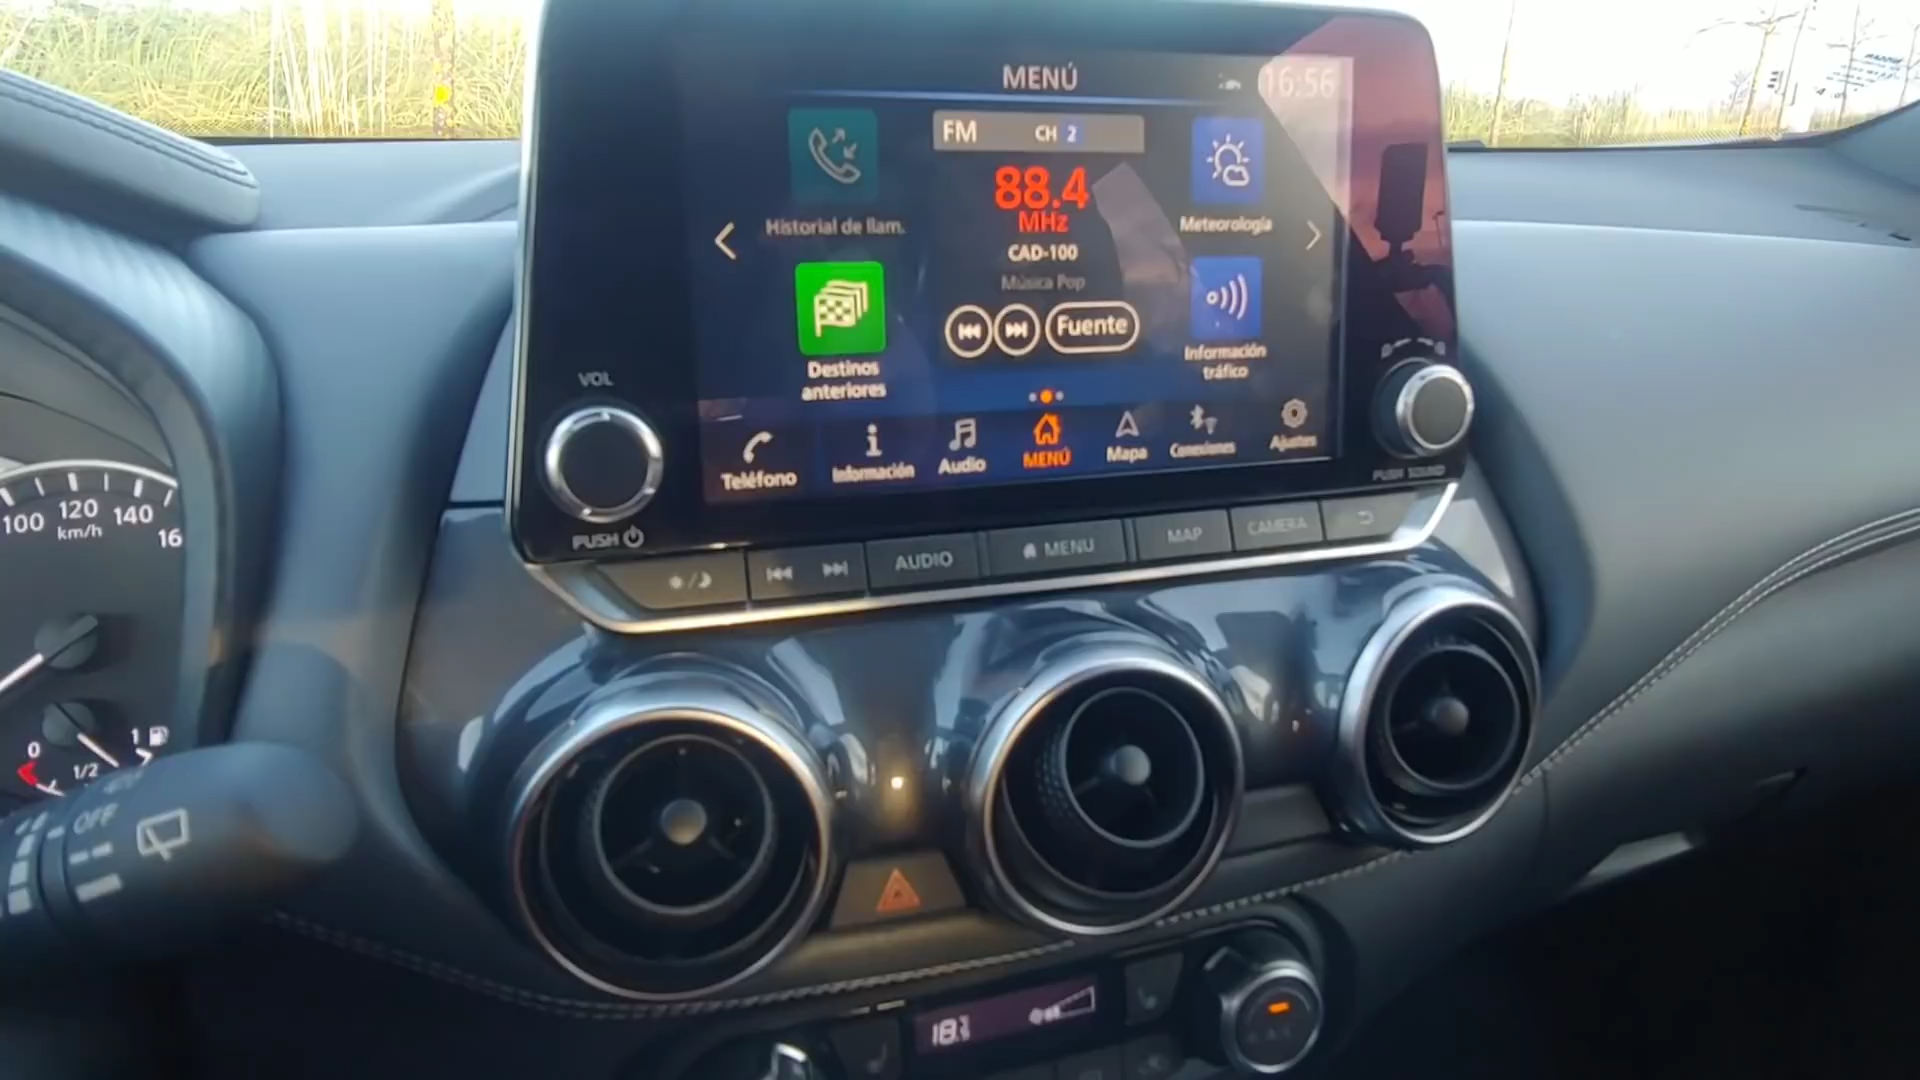 MENÚ
16:56
FM CH 2
88.4
MHz
CAD-100
Música Pop
Historial de llam.
Meteorología
Destinos
anteriores
Fuente
Información
tráfico
Teléfono
Información
Audio
MENÚ
Mapa
Conexiones
Ajustes
VOL
PUSH
PUSH SOUND
AUDIO
MENU
MAP
CAMERA
100 120 140 16
km/h
0 1/2 1
OFF
18.